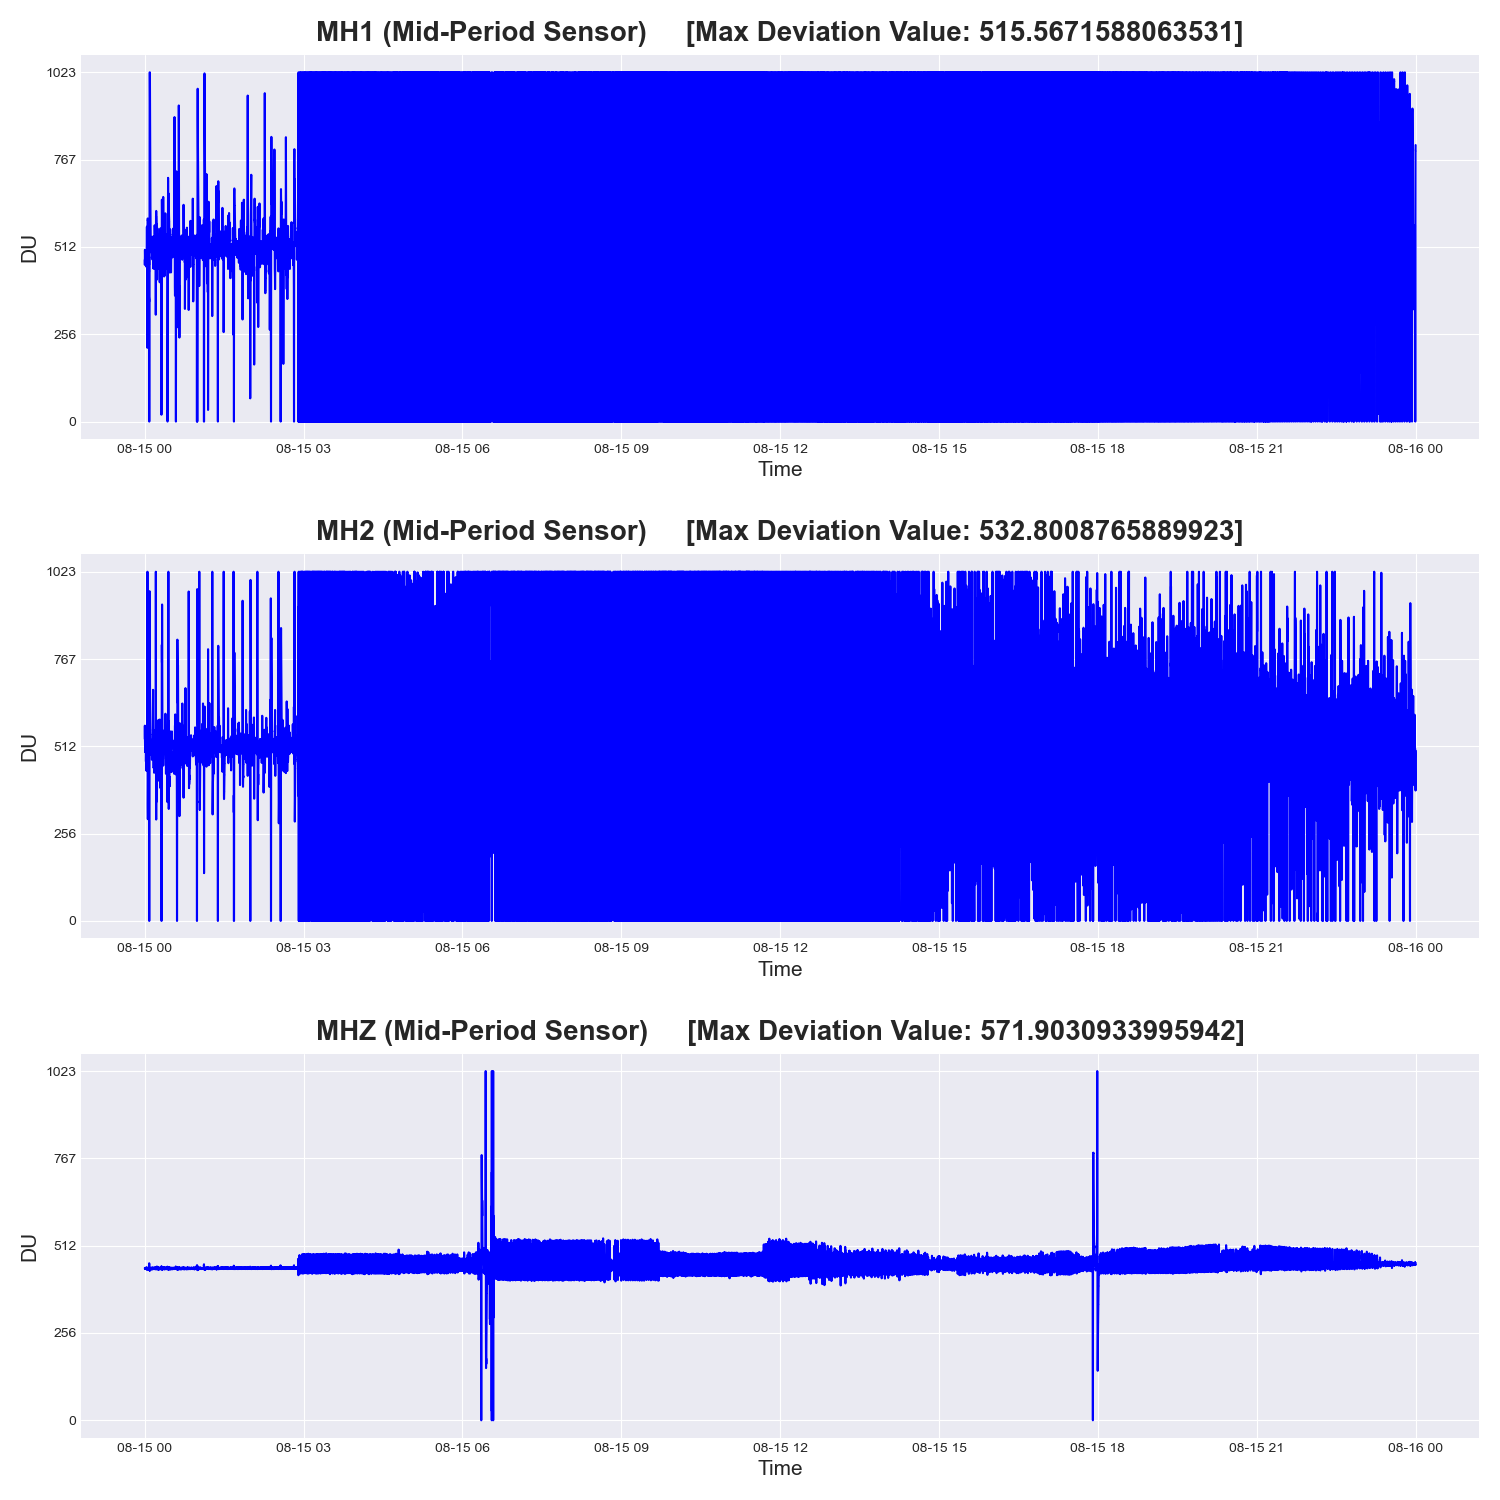 MH1 (Mid-Period Sensor) [Max Deviation Value: 515.5671588063531]
1023
767
512
256
0
DU
08-15 00 08-15 03 08-15 06 08-15 09 08-15 12 08-15 15 08-15 18 08-15 21 08-16 00
Time
MH2 (Mid-Period Sensor) [Max Deviation Value: 532.8008765889923]
1023
767
512
256
0
DU
08-15 00 08-15 03 08-15 06 08-15 09 08-15 12 08-15 15 08-15 18 08-15 21 08-16 00
Time
MHZ (Mid-Period Sensor) [Max Deviation Value: 571.9030933995942]
1023
767
512
256
0
DU
08-15 00 08-15 03 08-15 06 08-15 09 08-15 12 08-15 15 08-15 18 08-15 21 08-16 00
Time